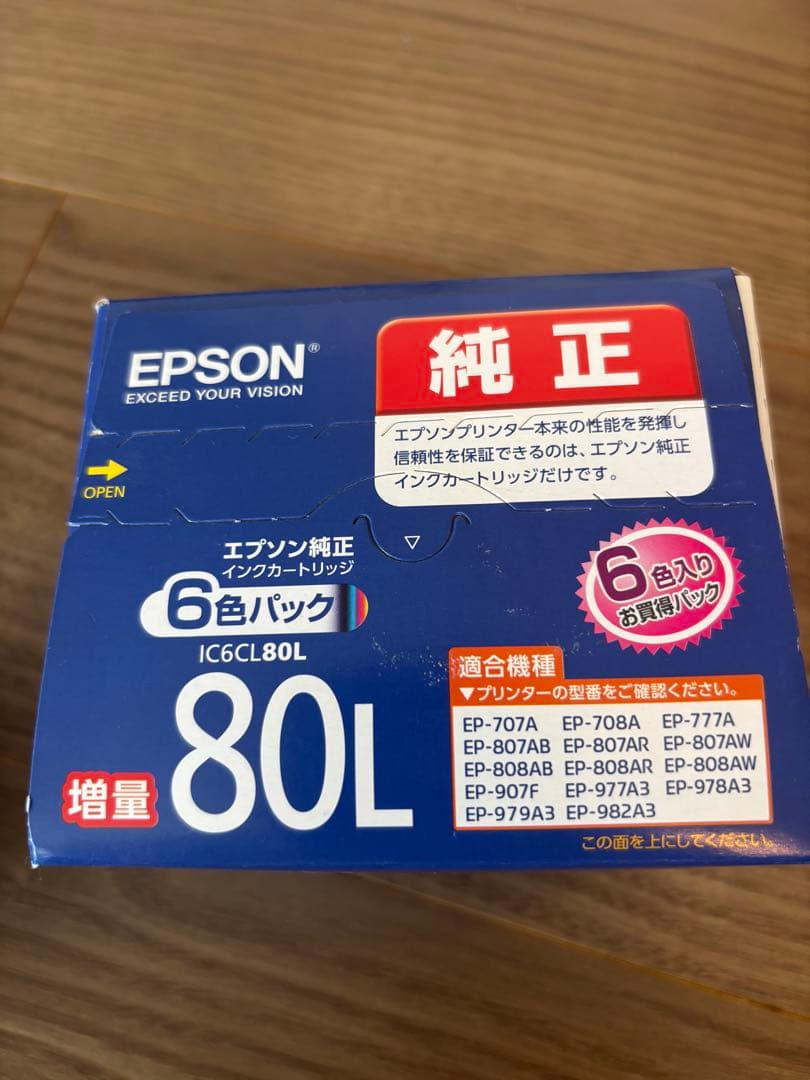 EPSON®
EXCEED YOUR VISION
純正
エプソンプリンター本来の性能を発揮し
信頼性を保証できるのは、エプソン純正
インクカートリッジだけです。
OPEN
エプソン純正
インクカートリッジ
6色パック
IC6CL80L
増量
80L
6色入り
お買得パック
適合機種
▼プリンターの型番をご確認ください。
EP-707A EP-708A EP-777A
EP-807AB EP-807AR EP-807AW
EP-808AB EP-808AR EP-808AW
EP-907F EP-977A3 EP-978A3
EP-979A3 EP-982A3
この面を上にしてください。